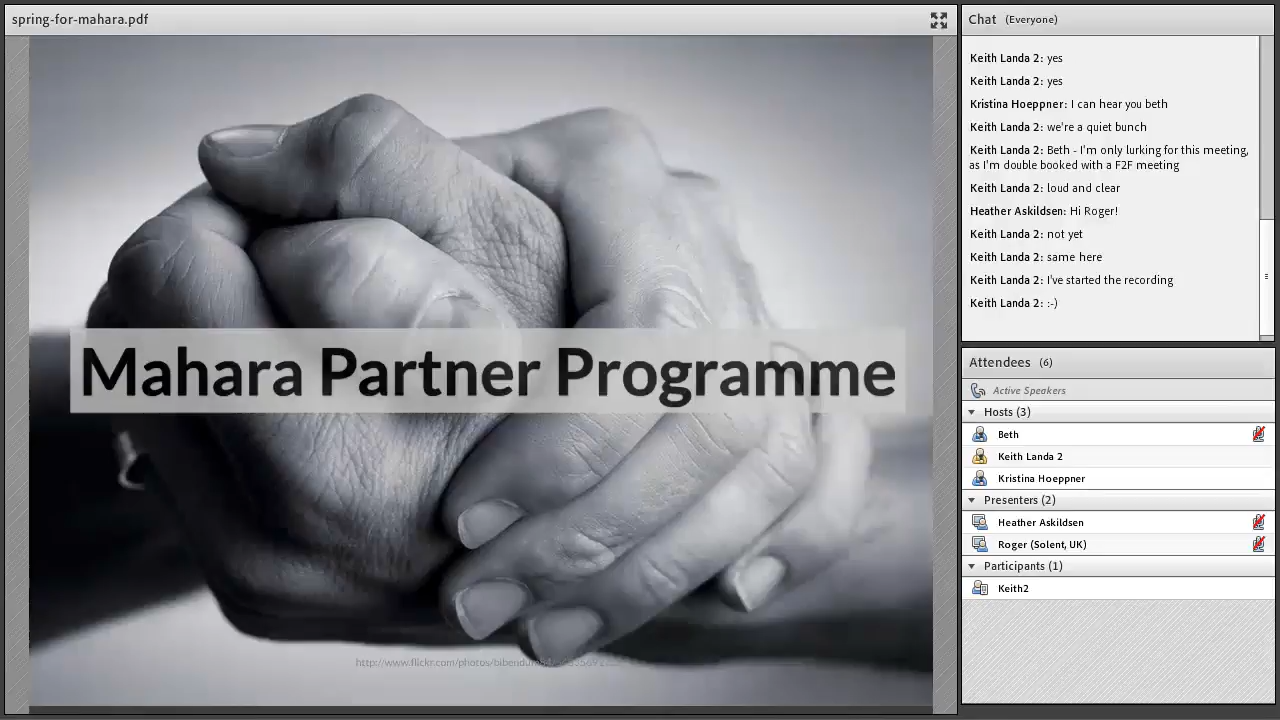 spring-for-mahara.pdf
Mahara Partner Programme
Chat (Everyone)
Keith Landa 2: yes
Keith Landa 2: yes
Kristina Hoeppner: I can hear you beth
Keith Landa 2: we're a quiet bunch
Keith Landa 2: Beth - I'm only lurking for this meeting,
as I'm double booked with a F2F meeting
Keith Landa 2: loud and clear
Heather Askildsen: Hi Roger!
Keith Landa 2: not yet
Keith Landa 2: same here
Keith Landa 2: I've started the recording
Keith Landa 2: :-)
Attendees (6)
Active Speakers
Hosts (3)
Beth
Keith Landa 2
Kristina Hoeppner
Presenters (2)
Heather Askildsen
Roger (Solent, UK)
Participants (1)
Keith2